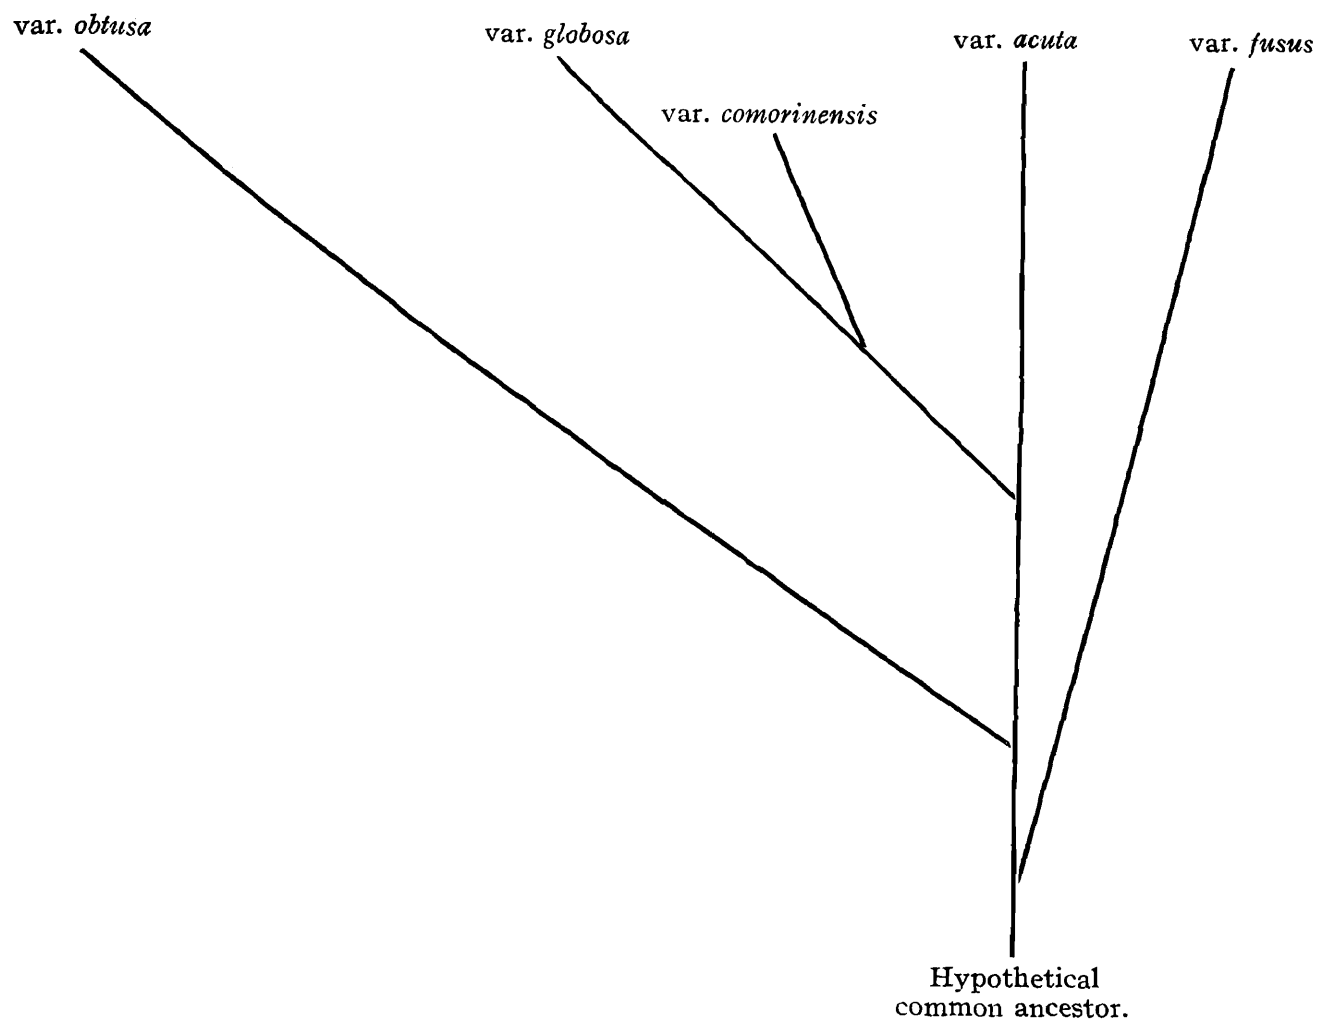 var. obtusa
var. globosa
var. acuta
var. fusus
var. comorinensis
Hypothetical
common ancestor.